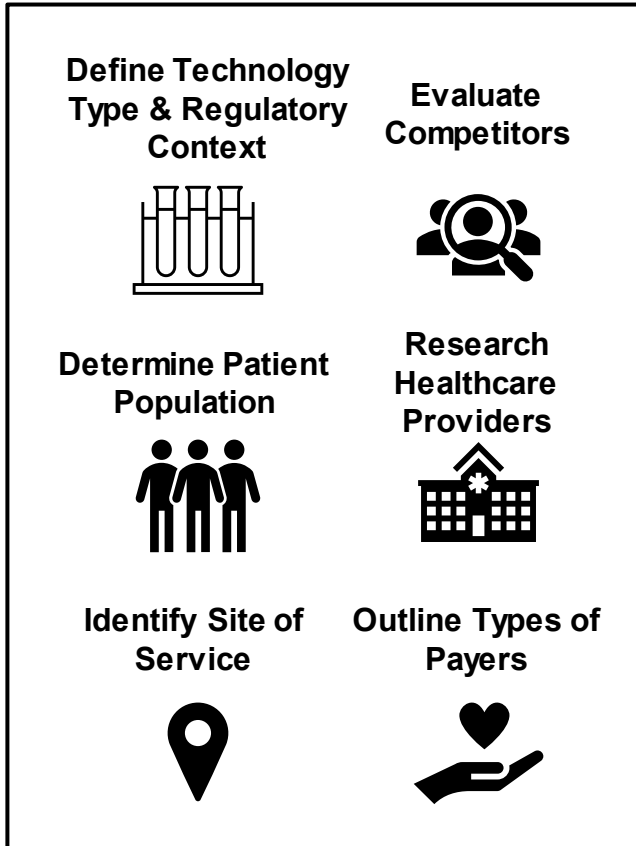 Define Technology
Type & Regulatory
Context
Evaluate
Competitors
Determine Patient
Population
Research
Healthcare
Providers
Identify Site of
Service
Outline Types of
Payers